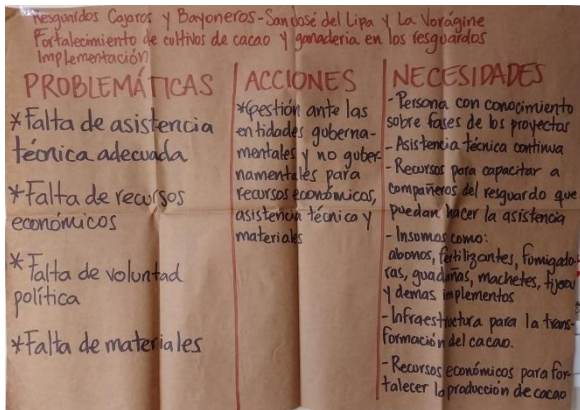 Resguardos Cajaros y Bayoneros - San José del Lipa y La Vorágine
Fortalecimiento de cultivos de cacao y ganaderia en los resguardos
Implementación
PROBLEMÁTICAS
*Falta de asistencia
técnica adecuada
*Falta de recursos
económicos
*Falta de voluntad
política
*Falta de materiales
ACCIONES
*Gestión ante las
entidades guberna-
mentales y no guber-
namentales para
recursos económicos,
asistencia técnica y
materiales
NECESIDADES
- Persona con conocimiento
sobre fases de los proyectos
- Asistencia técnica continua
- Recursos para capacitar a
compañeros del resguardo que
puedan hacer la asistencia
- Insumos como:
abonos, fertilizantes, fumigado-
ras, guadañas, machetes, tijeras
y demas implementos
- Infraestructura para la trans-
formación del cacao.
- Recursos económicos para for-
talecer la producción de cacao